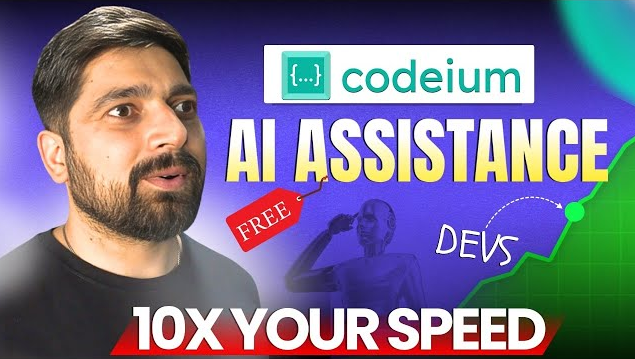 {...} codeium
AI ASSISTANCE
FREE
DEVS
10X YOUR SPEED